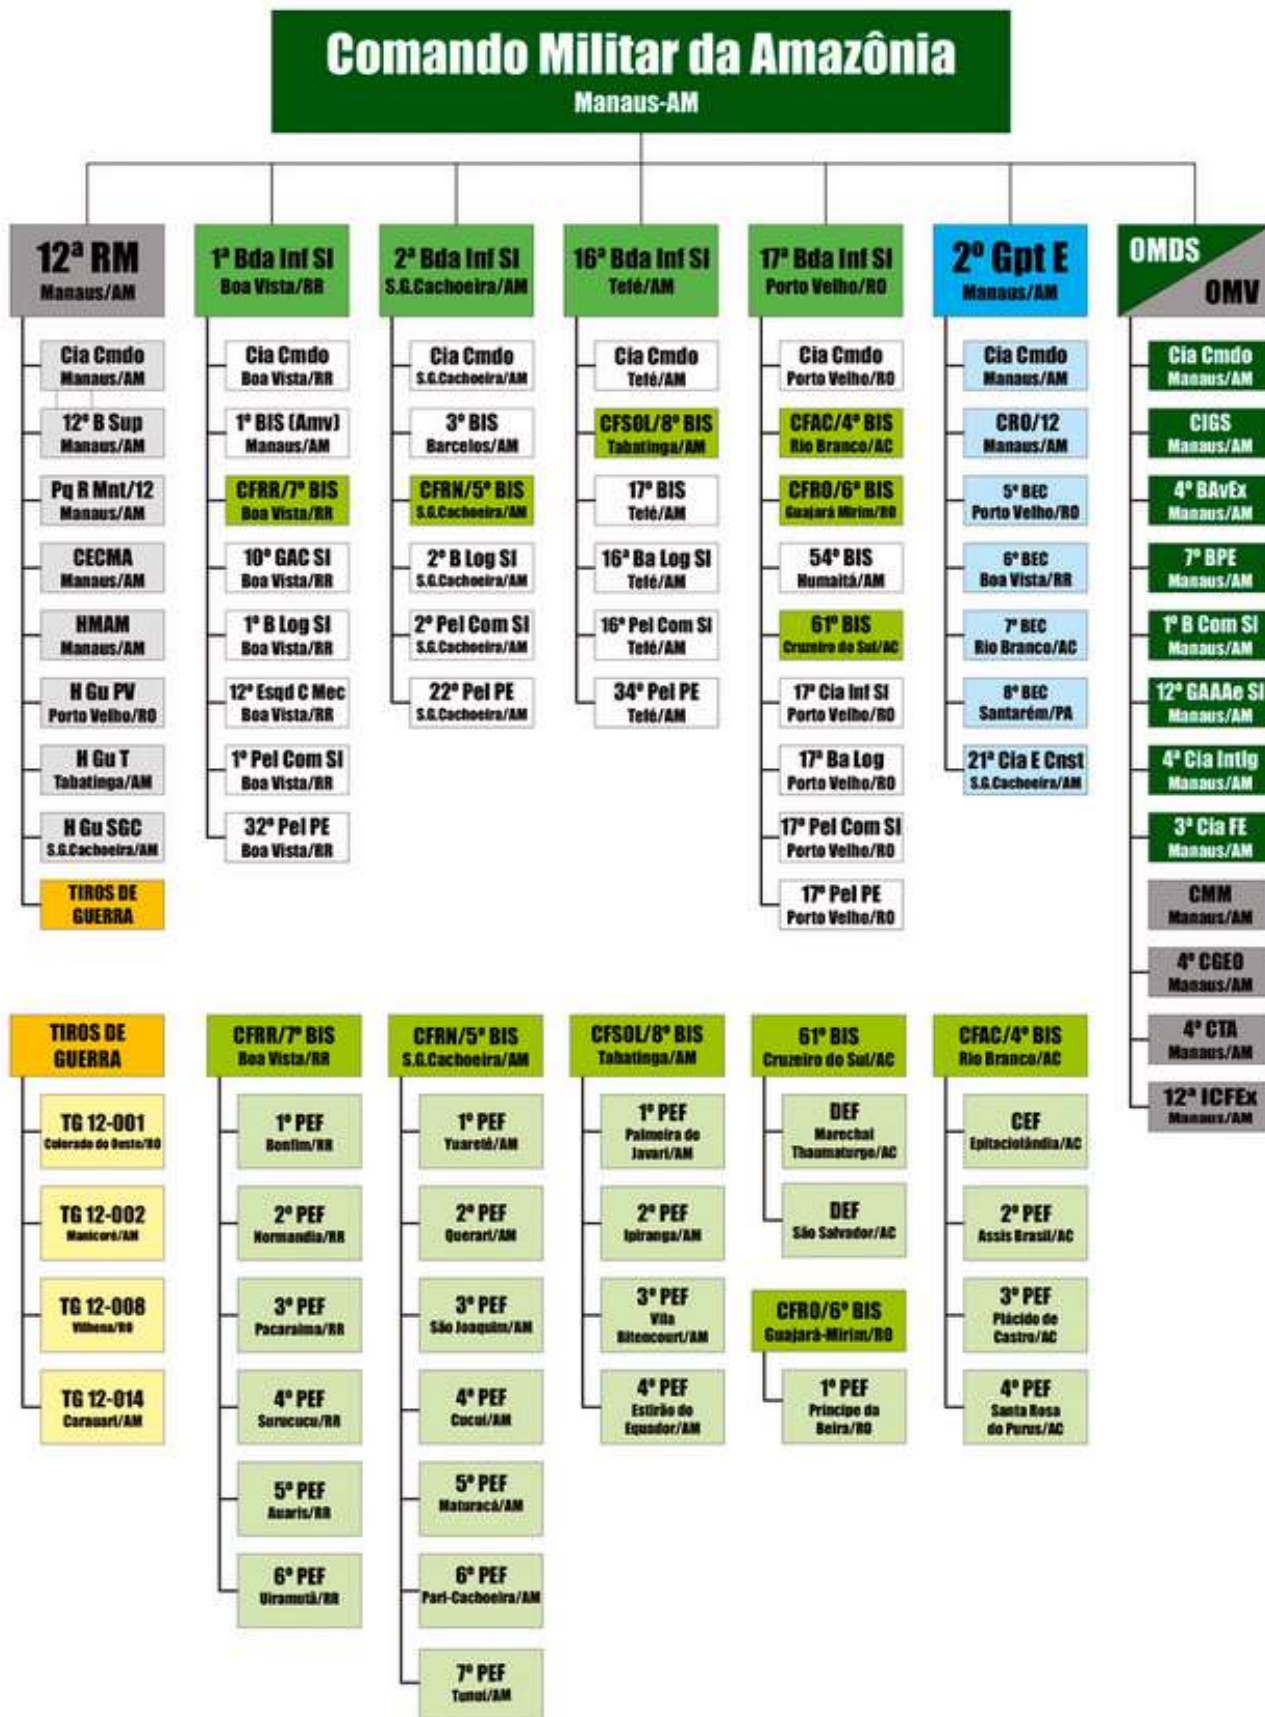 Comando Militar da Amazônia
Manaus-AM
12ª RM
Manaus/AM
Cia Cmdo
Manaus/AM
12º B Sup
Manaus/AM
Pq R Mnt/12
Manaus/AM
CECMA
Manaus/AM
HMAM
Manaus/AM
H Gu PV
Porto Velho/RO
H Gu T
Tabatinga/AM
H Gu SGC
S.G.Cachoeira/AM
TIROS DE
GUERRA
1ª Bda Inf Sl
Boa Vista/RR
Cia Cmdo
Boa Vista/RR
1º BIS (Amv)
Manaus/AM
CFRR/7º BIS
Boa Vista/RR
10º GAC Sl
Boa Vista/RR
1º B Log Sl
Boa Vista/RR
12º Esqd C Mec
Boa Vista/RR
1º Pel Com Sl
Boa Vista/RR
32º Pel PE
Boa Vista/RR
2ª Bda Inf Sl
S.G.Cachoeira/AM
Cia Cmdo
S.G.Cachoeira/AM
3º BIS
Barcelos/AM
CFRN/5º BIS
S.G.Cachoeira/AM
2º B Log Sl
S.G.Cachoeira/AM
2º Pel Com Sl
S.G.Cachoeira/AM
22º Pel PE
S.G.Cachoeira/AM
16ª Bda Inf Sl
Tefé/AM
Cia Cmdo
Tefé/AM
CFSOL/8º BIS
Tabatinga/AM
17º BIS
Tefé/AM
16ª Ba Log Sl
Tefé/AM
16º Pel Com Sl
Tefé/AM
34º Pel PE
Tefé/AM
17ª Bda Inf Sl
Porto Velho/RO
Cia Cmdo
Porto Velho/RO
CFAC/4º BIS
Rio Branco/AC
CFRO/6º BIS
Guajará Mirim/RO
54º BIS
Humaitá/AM
61º BIS
Cruzeiro do Sul/AC
17ª Cia Inf Sl
Porto Velho/RO
17ª Ba Log
Porto Velho/RO
17º Pel Com Sl
Porto Velho/RO
17º Pel PE
Porto Velho/RO
2º Gpt E
Manaus/AM
Cia Cmdo
Manaus/AM
CRO/12
Manaus/AM
5º BEC
Porto Velho/RO
6º BEC
Boa Vista/RR
7º BEC
Rio Branco/AC
8º BEC
Santarém/PA
21ª Cia E Cnst
S.G.Cachoeira/AM
OMDS
OMV
Cia Cmdo
Manaus/AM
CIGS
Manaus/AM
4º BAvEx
Manaus/AM
7º BPE
Manaus/AM
1º B Com Sl
Manaus/AM
12º GAAAe Sl
Manaus/AM
4ª Cia Intlg
Manaus/AM
3ª Cia FE
Manaus/AM
CMM
Manaus/AM
4º CGEO
Manaus/AM
4º CTA
Manaus/AM
12ª ICFEx
Manaus/AM
TIROS DE
GUERRA
TG 12-001
Colorado do Oeste/RO
TG 12-002
Manicoré/AM
TG 12-008
Vilhena/RO
TG 12-014
Carauari/AM
CFRR/7º BIS
Boa Vista/RR
1º PEF
Bonfim/RR
2º PEF
Normandia/RR
3º PEF
Pacaraima/RR
4º PEF
Surucucu/RR
5º PEF
Auaris/RR
6º PEF
Uiramutã/RR
CFRN/5º BIS
S.G.Cachoeira/AM
1º PEF
Yuaretê/AM
2º PEF
Querari/AM
3º PEF
São Joaquim/AM
4º PEF
Cucuí/AM
5º PEF
Maturacá/AM
6º PEF
Pari-Cachoeira/AM
7º PEF
Tunuí/AM
CFSOL/8º BIS
Tabatinga/AM
1º PEF
Palmeira do
Javari/AM
2º PEF
Ipiranga/AM
3º PEF
Vila
Bitencourt/AM
4º PEF
Estirão do
Equador/AM
61º BIS
Cruzeiro do Sul/AC
DEF
Marechal
Thaumaturgo/AC
DEF
São Salvador/AC
CFRO/6º BIS
Guajará-Mirim/RO
1º PEF
Príncipe da
Beira/RO
CFAC/4º BIS
Rio Branco/AC
CEF
Epitaciolândia/AC
2º PEF
Assis Brasil/AC
3º PEF
Plácido de
Castro/AC
4º PEF
Santa Rosa
do Purus/AC